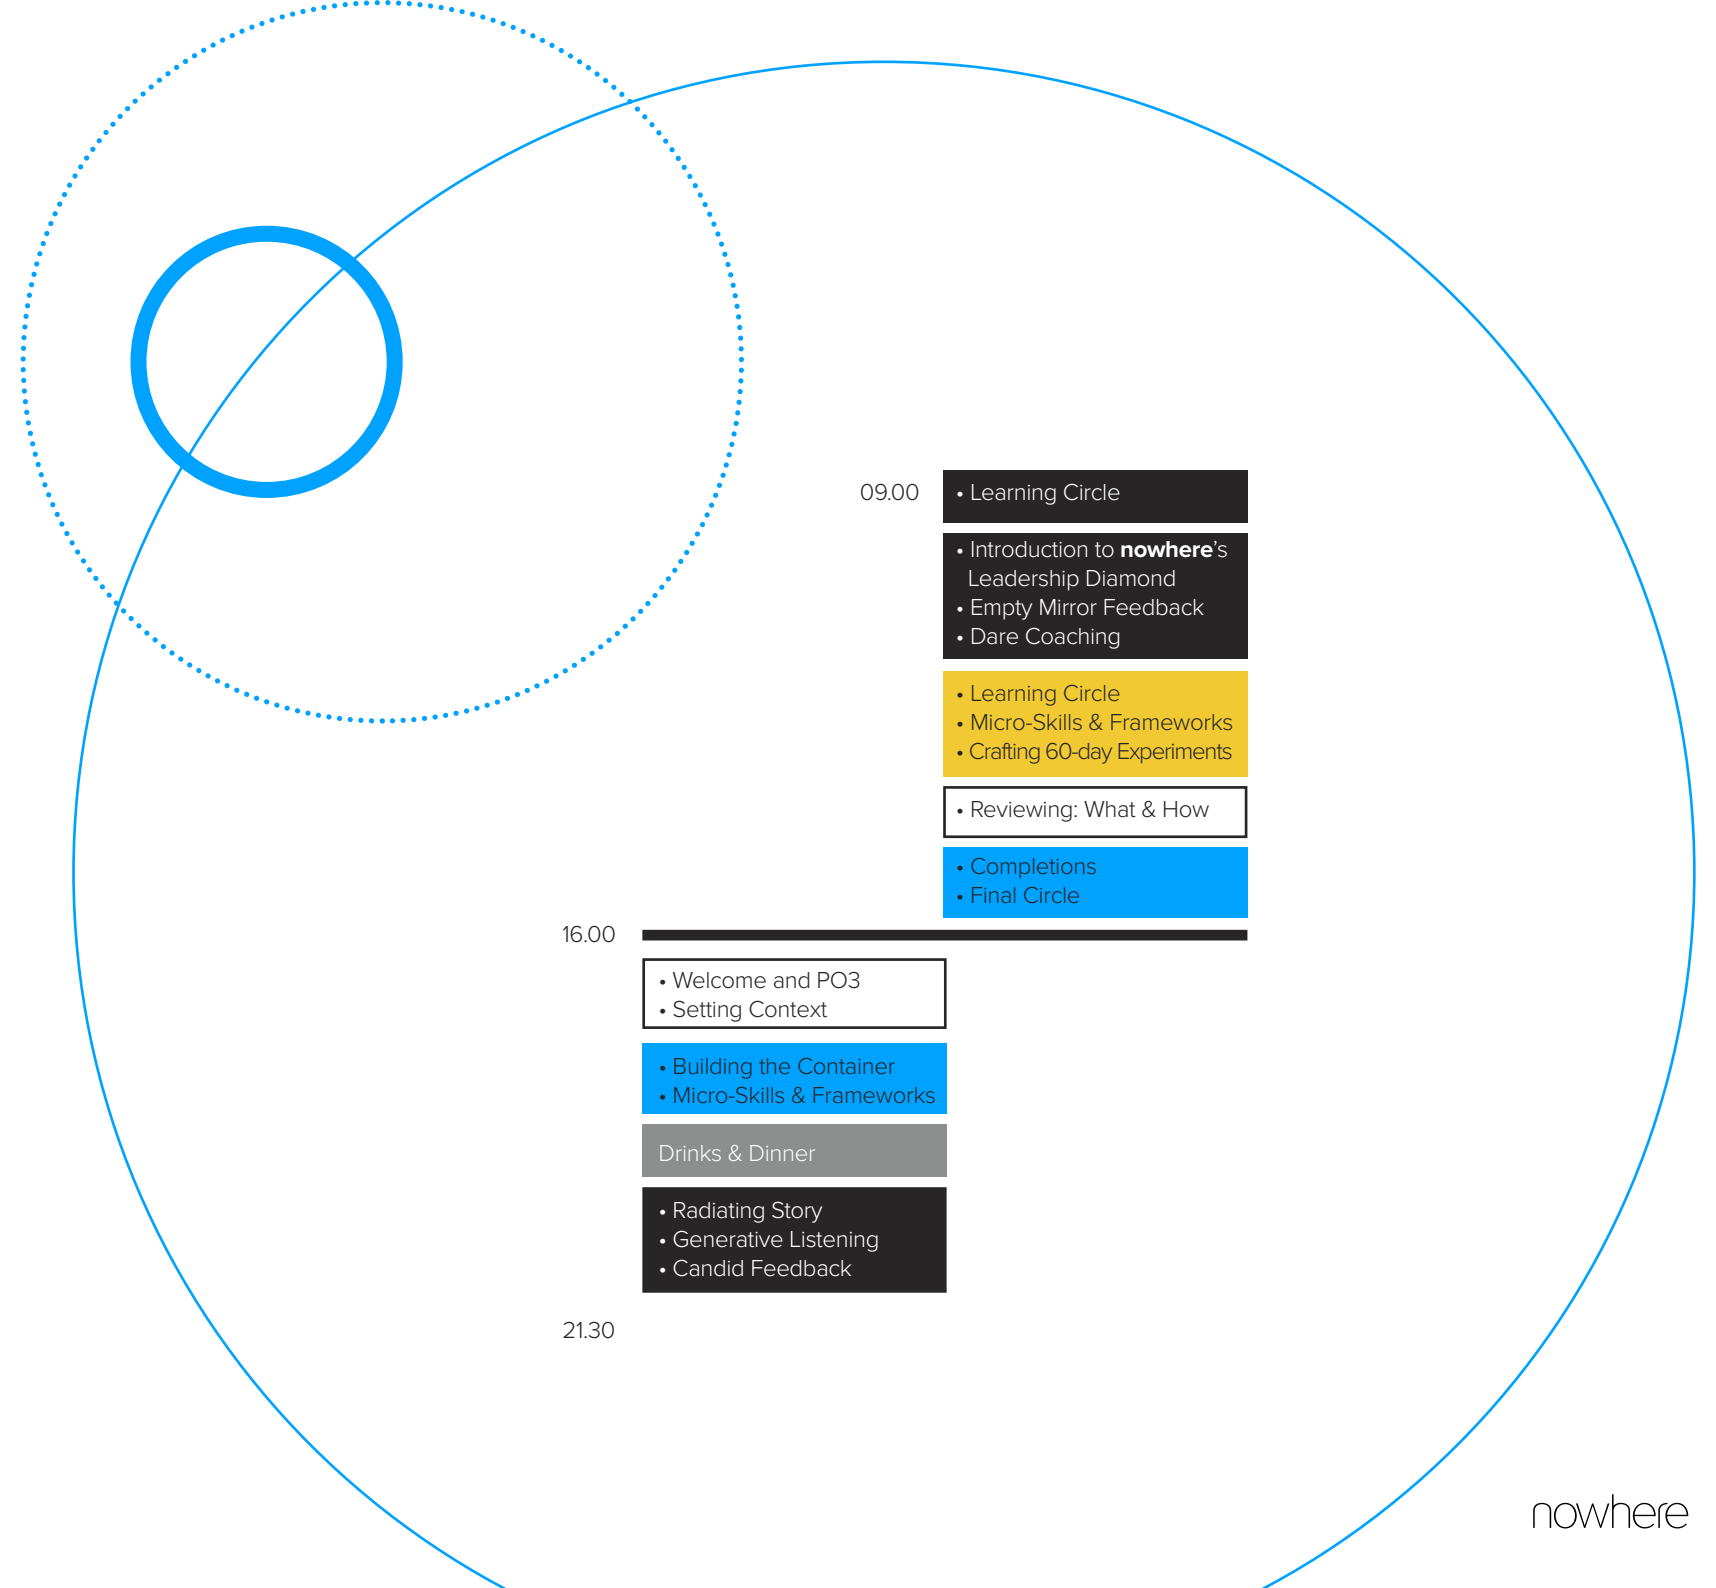 09.00
• Learning Circle
• Introduction to nowhere's
Leadership Diamond
• Empty Mirror Feedback
• Dare Coaching
• Learning Circle
• Micro-Skills & Frameworks
• Crafting 60-day Experiments
• Reviewing: What & How
• Completions
• Final Circle
16.00
• Welcome and PO3
• Setting Context
• Building the Container
• Micro-Skills & Frameworks
Drinks & Dinner
• Radiating Story
• Generative Listening
• Candid Feedback
21.30
nowhere